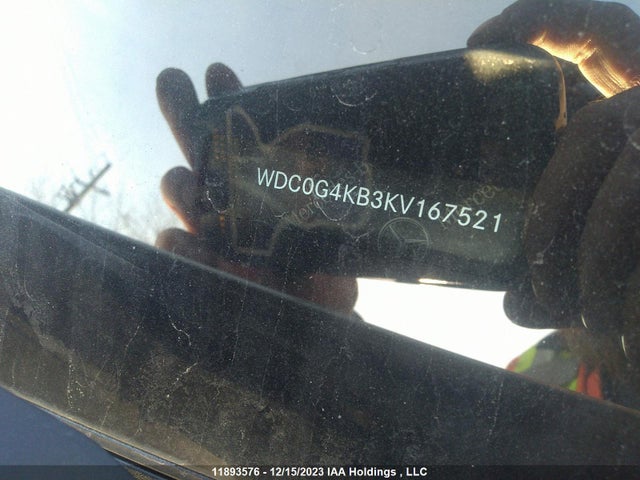 WDC0G4KB3KV167521
11893576 - 12/15/2023 IAA Holdings , LLC